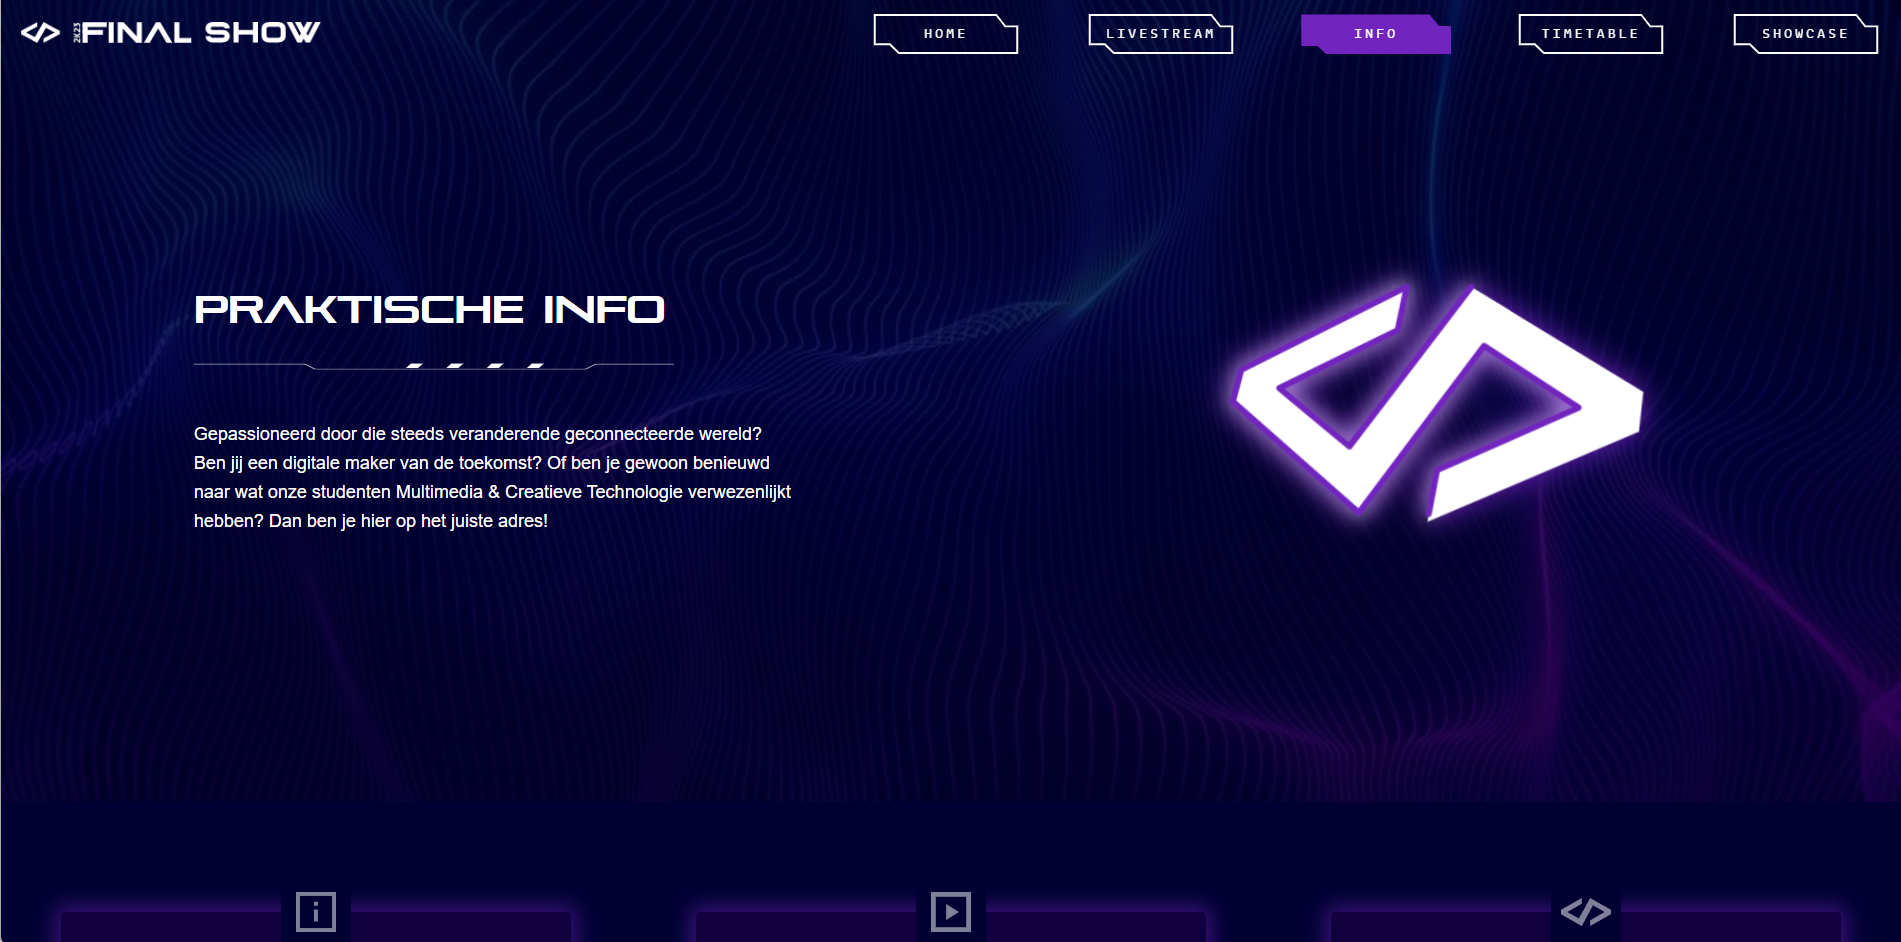 2K23 FINAL SHOW
HOME
LIVESTREAM
INFO
TIMETABLE
SHOWCASE
PRAKTISCHE INFO
Gepassioneerd door die steeds veranderende geconnecteerde wereld?
Ben jij een digitale maker van de toekomst? Of ben je gewoon benieuwd
naar wat onze studenten Multimedia & Creatieve Technologie verwezenlijkt
hebben? Dan ben je hier op het juiste adres!